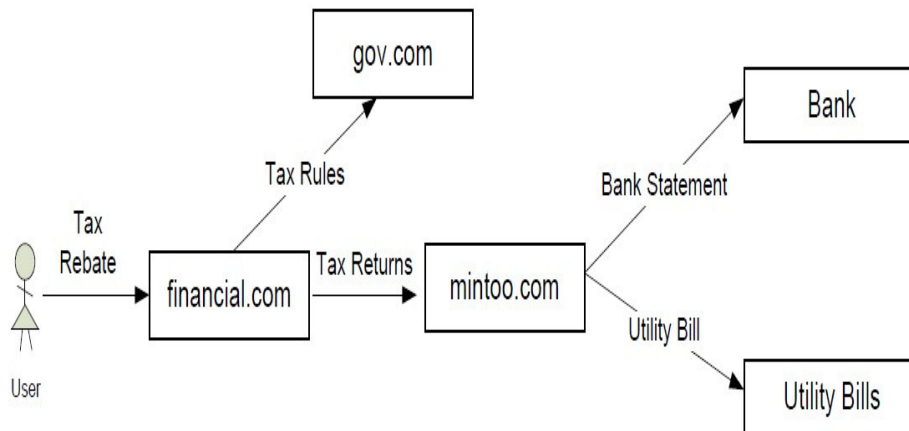 gov.com
Bank
Tax Rules
Bank Statement
Tax
Rebate
financial.com
Tax Returns
mintoo.com
Utility Bill
User
Utility Bills